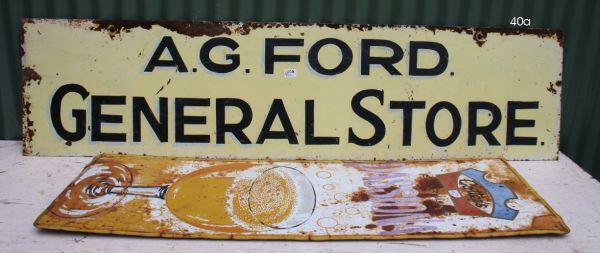 40a
A.G. FORD.
GENERAL STORE.